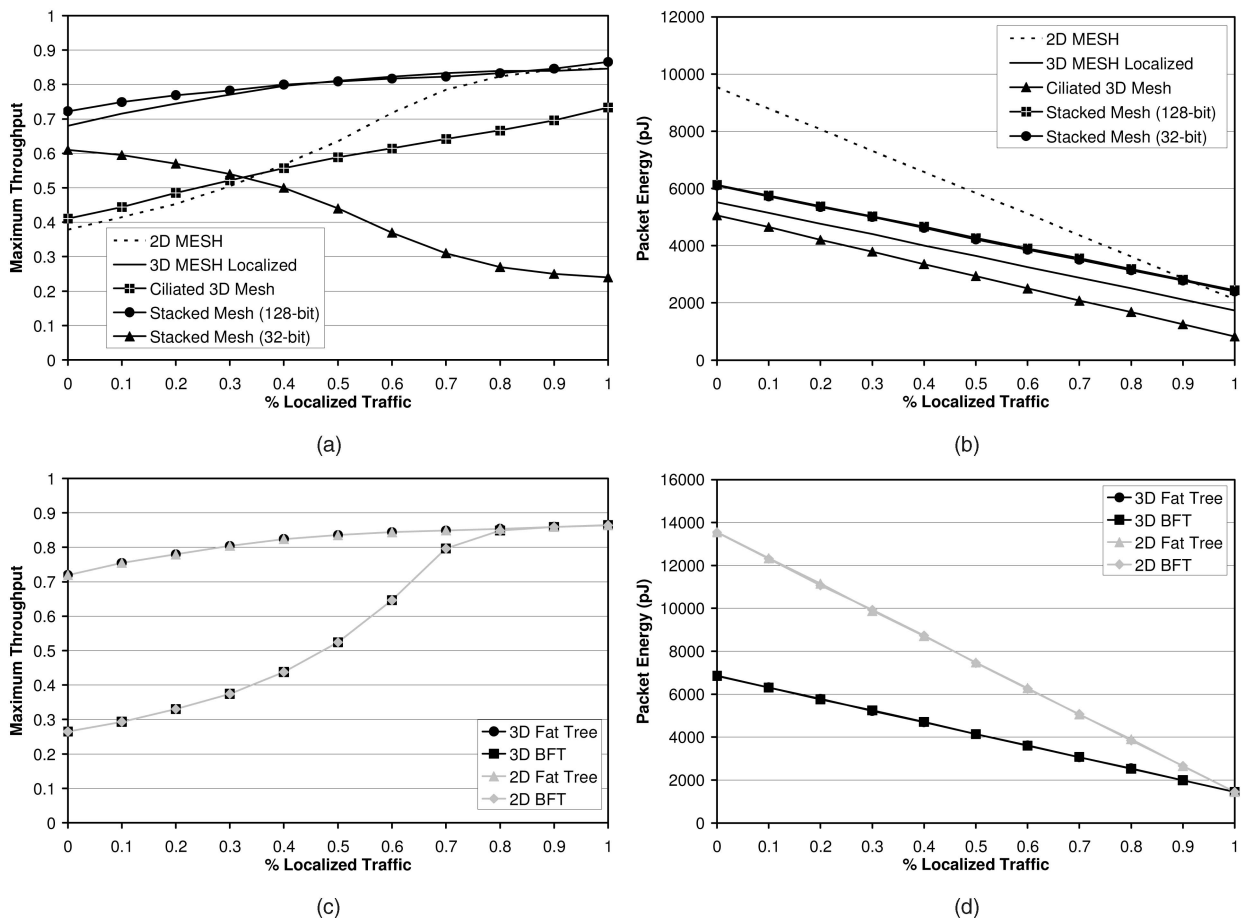 1
0.9
0.8
0.7
0.6
0.5
0.4
0.3
0.2
0.1
0
Maximum Throughput
2D MESH
3D MESH Localized
Ciliated 3D Mesh
Stacked Mesh (128-bit)
Stacked Mesh (32-bit)
0 0.1 0.2 0.3 0.4 0.5 0.6 0.7 0.8 0.9 1
% Localized Traffic
(a)
12000
10000
8000
6000
4000
2000
0
Packet Energy (pJ)
2D MESH
3D MESH Localized
Ciliated 3D Mesh
Stacked Mesh (128-bit)
Stacked Mesh (32-bit)
0 0.1 0.2 0.3 0.4 0.5 0.6 0.7 0.8 0.9 1
% Localized Traffic
(b)
1
0.9
0.8
0.7
0.6
0.5
0.4
0.3
0.2
0.1
0
Maximum Throughput
3D Fat Tree
3D BFT
2D Fat Tree
2D BFT
0 0.1 0.2 0.3 0.4 0.5 0.6 0.7 0.8 0.9 1
% Localized Traffic
(c)
16000
14000
12000
10000
8000
6000
4000
2000
0
Packet Energy (pJ)
3D Fat Tree
3D BFT
2D Fat Tree
2D BFT
0 0.1 0.2 0.3 0.4 0.5 0.6 0.7 0.8 0.9 1
% Localized Traffic
(d)